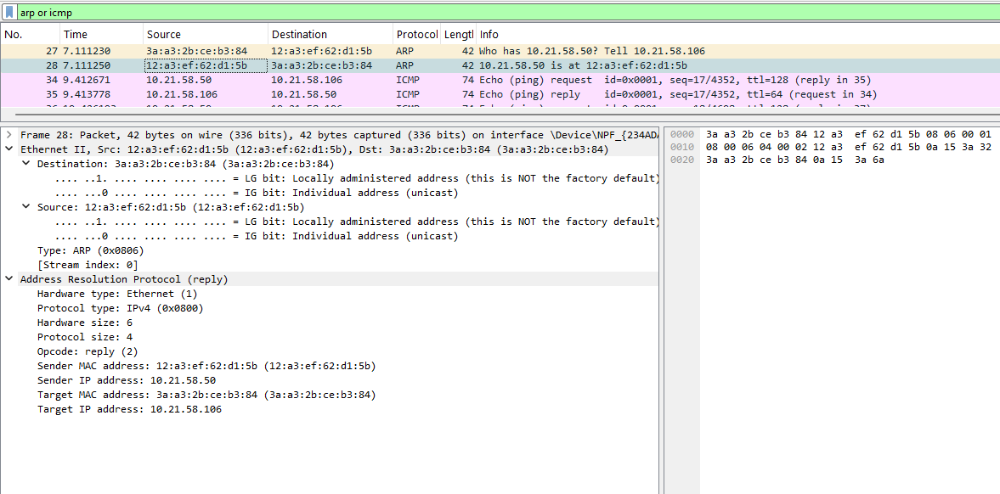 arp or icmp
No. Time Source Destination Protocol Lengtl Info
27 7.111230 3a:a3:2b:ce:b3:84 12:a3:ef:62:d1:5b ARP 42 Who has 10.21.58.50? Tell 10.21.58.106
28 7.111250 12:a3:ef:62:d1:5b 3a:a3:2b:ce:b3:84 ARP 42 10.21.58.50 is at 12:a3:ef:62:d1:5b
34 9.412671 10.21.58.50 10.21.58.106 ICMP 74 Echo (ping) request id=0x0001, seq=17/4352, ttl=128 (reply in 35)
35 9.413778 10.21.58.106 10.21.58.50 ICMP 74 Echo (ping) reply id=0x0001, seq=17/4352, ttl=64 (request in 34)
Frame 28: Packet, 42 bytes on wire (336 bits), 42 bytes captured (336 bits) on interface \Device\NPF_{234ADA
Ethernet II, Src: 12:a3:ef:62:d1:5b (12:a3:ef:62:d1:5b), Dst: 3a:a3:2b:ce:b3:84 (3a:a3:2b:ce:b3:84)
Destination: 3a:a3:2b:ce:b3:84 (3a:a3:2b:ce:b3:84)
.... ..1. .... .... .... .... = LG bit: Locally administered address (this is NOT the factory default)
.... ...0 .... .... .... .... = IG bit: Individual address (unicast)
Source: 12:a3:ef:62:d1:5b (12:a3:ef:62:d1:5b)
.... ..1. .... .... .... .... = LG bit: Locally administered address (this is NOT the factory default)
.... ...0 .... .... .... .... = IG bit: Individual address (unicast)
Type: ARP (0x0806)
[Stream index: 0]
Address Resolution Protocol (reply)
Hardware type: Ethernet (1)
Protocol type: IPv4 (0x0800)
Hardware size: 6
Protocol size: 4
Opcode: reply (2)
Sender MAC address: 12:a3:ef:62:d1:5b (12:a3:ef:62:d1:5b)
Sender IP address: 10.21.58.50
Target MAC address: 3a:a3:2b:ce:b3:84 (3a:a3:2b:ce:b3:84)
Target IP address: 10.21.58.106
0000 3a a3 2b ce b3 84 12 a3 ef 62 d1 5b 08 06 00 01
0010 08 00 06 04 00 02 12 a3 ef 62 d1 5b 0a 15 3a 32
0020 3a a3 2b ce b3 84 0a 15 3a 6a